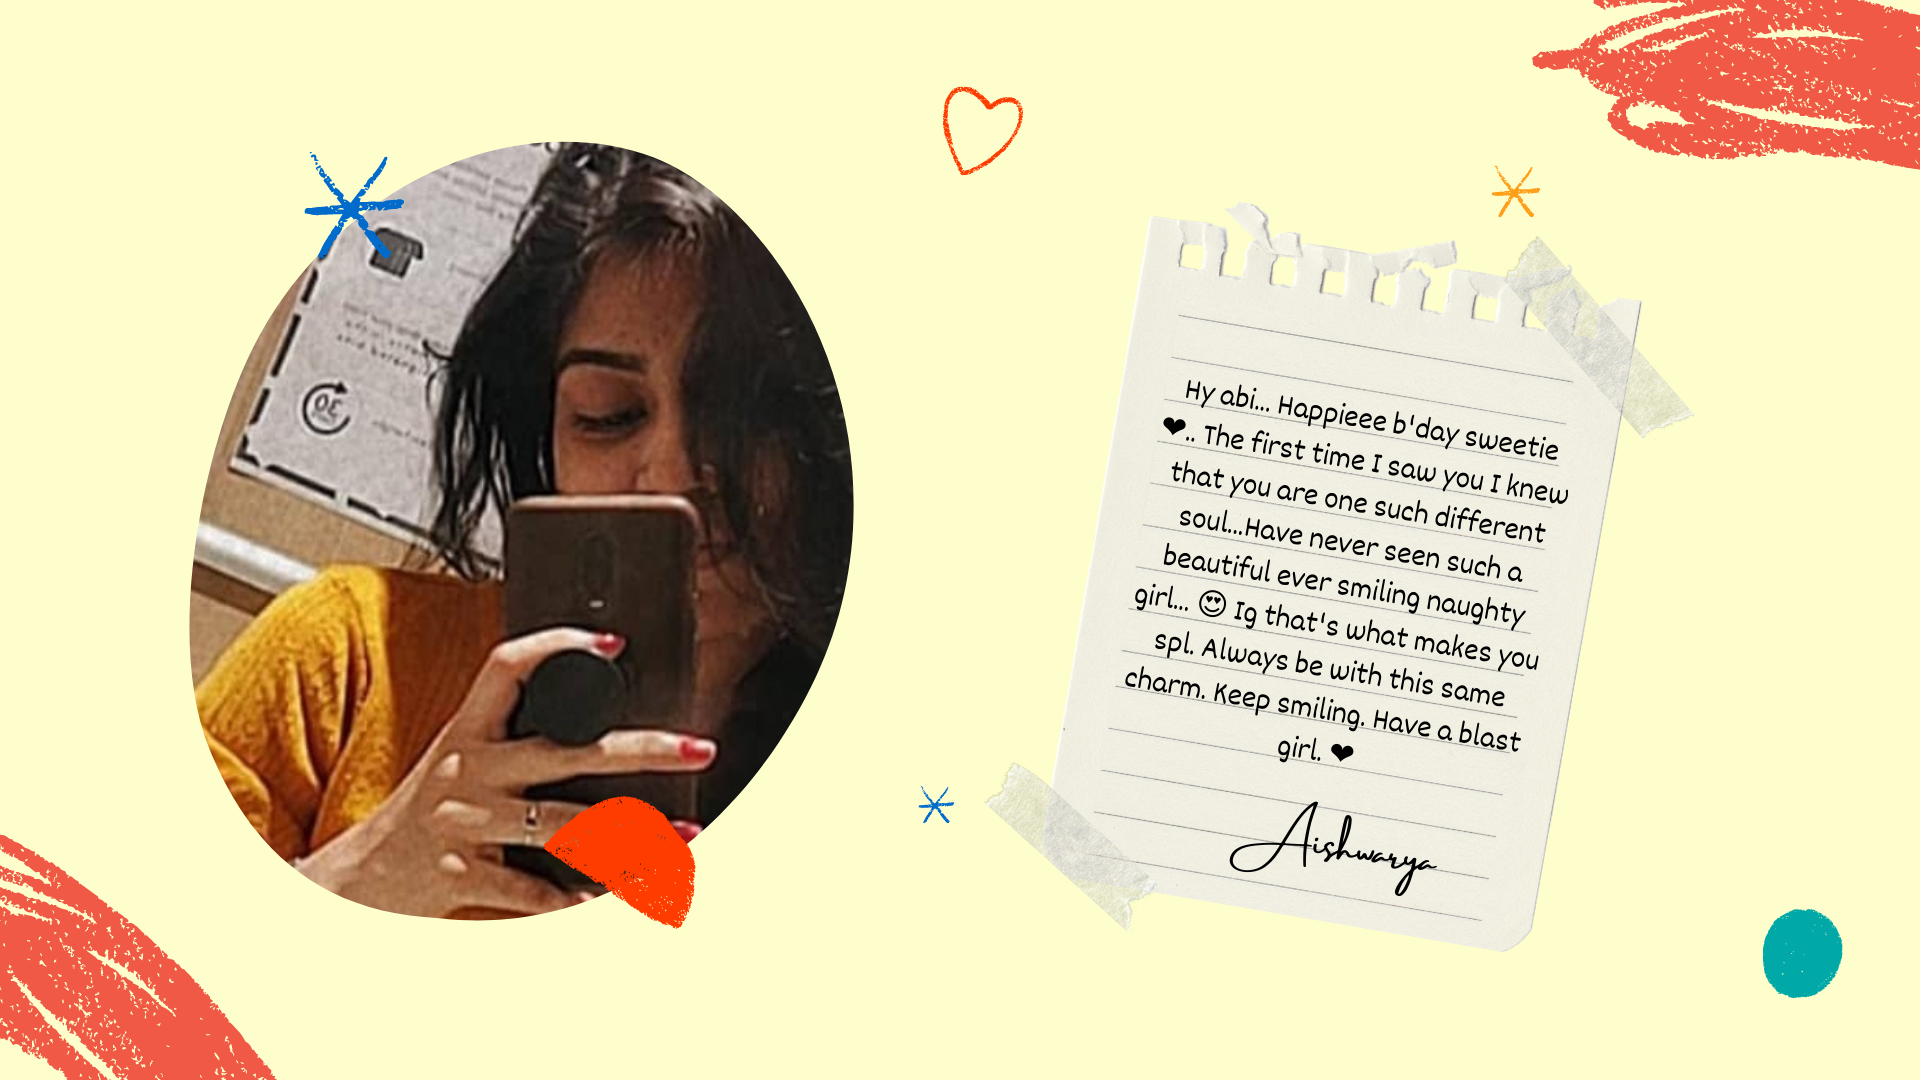 Hy abi... Happieee b'day sweetie
❤.. The first time I saw you I knew
that you are one such different
soul...Have never seen such a
beautiful ever smiling naughty
girl... 😍 Ig that's what makes you
spl. Always be with this same
charm. Keep smiling. Have a blast
girl. ❤
Aishwarya